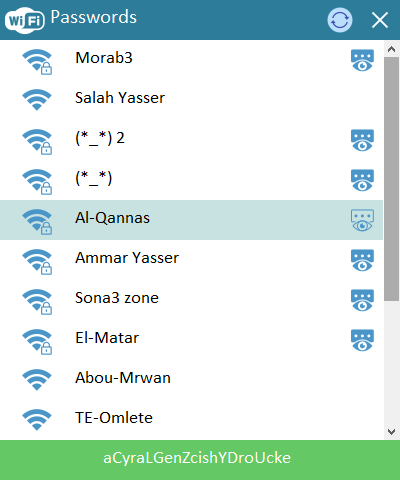 WiFi Passwords
Morab3
Salah Yasser
(*_*) 2
(*_*)
Al-Qannas
Ammar Yasser
Sona3 zone
El-Matar
Abou-Mrwan
TE-Omlete
aCyraLGenZcishYDroUcke